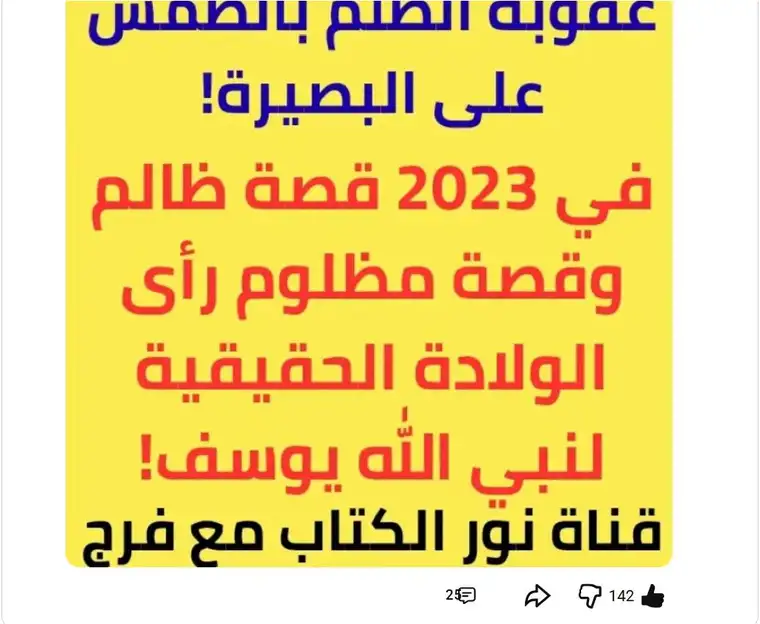 عقوبة الظلم بالطمس
على البصيرة!
في 2023 قصة ظالم
وقصة مظلوم رأى
الولادة الحقيقية
لنبي الله يوسف!
قناة نور الكتاب مع فرج
142 25